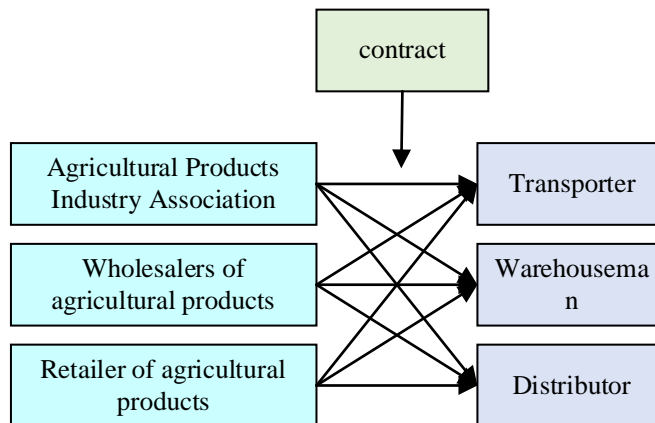 contract
Agricultural Products
Industry Association
Transporter
Wholesalers of
agricultural products
Warehousema
n
Retailer of agricultural
products
Distributor